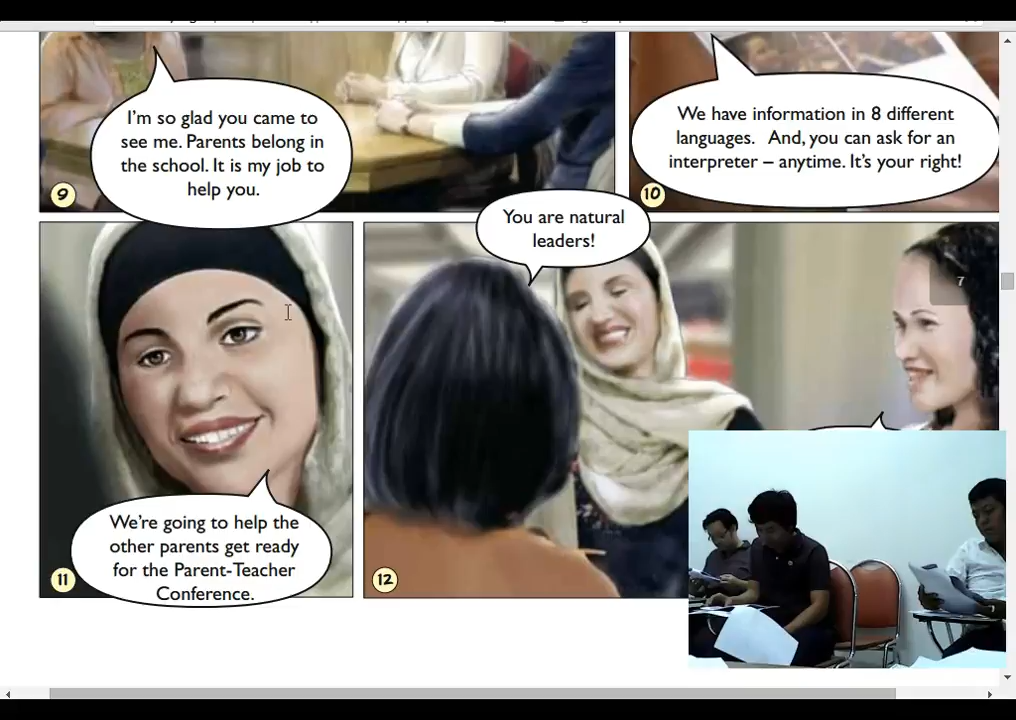 I'm so glad you came to
see me. Parents belong in
the school. It is my job to
help you.
9
We have information in 8 different
languages. And, you can ask for an
interpreter – anytime. It's your right!
10
We're going to help the
other parents get ready
for the Parent-Teacher
Conference.
11
You are natural
leaders!
12
7